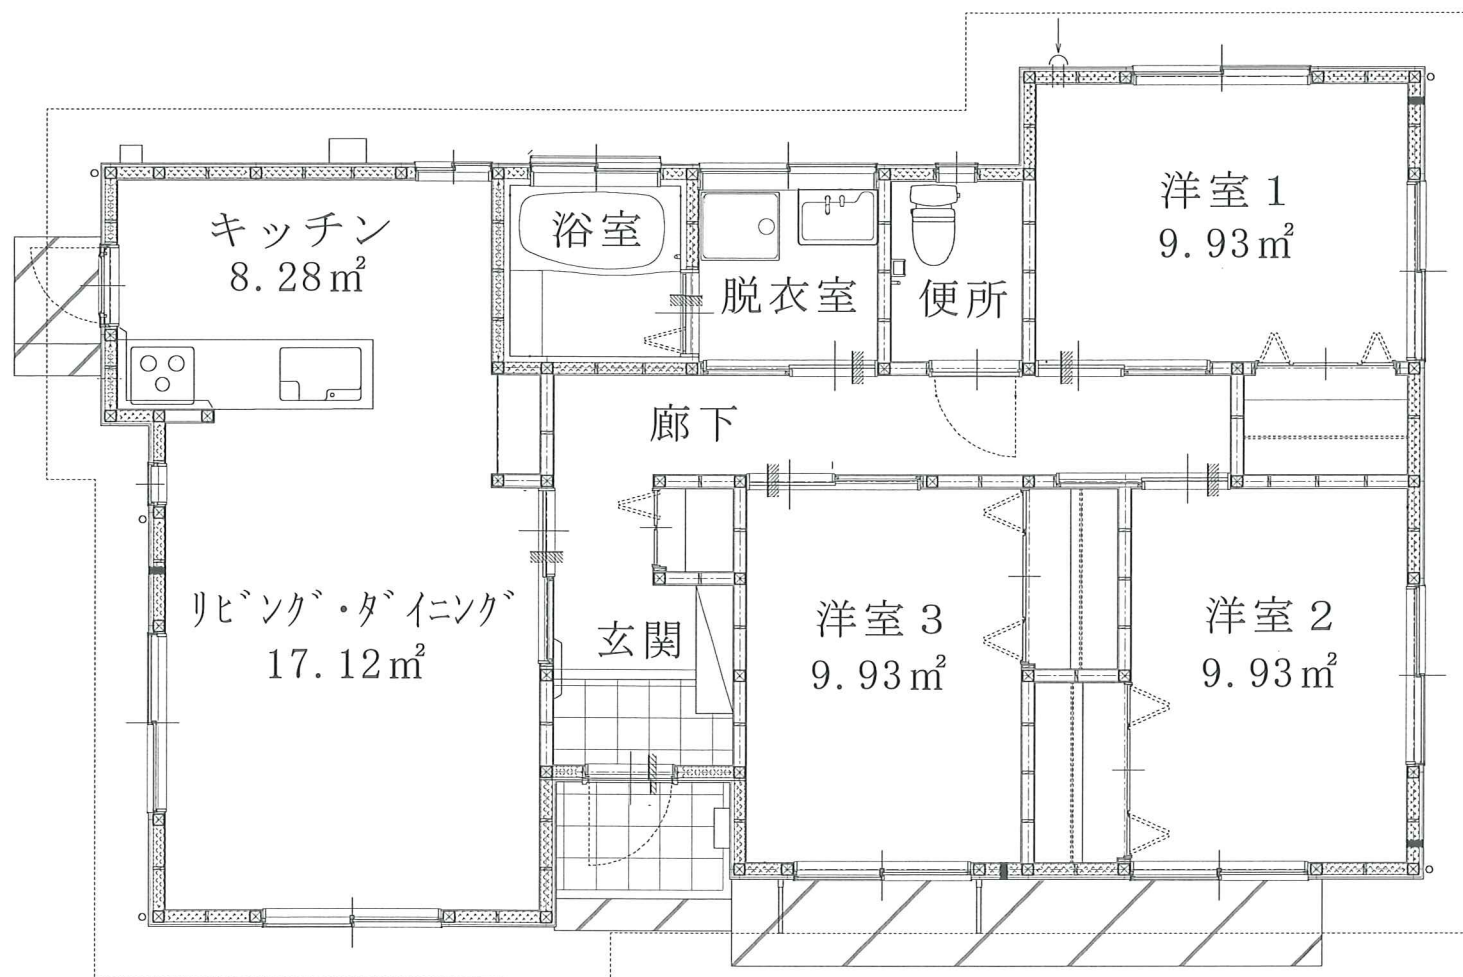 洋室1
9.93㎡
キッチン
8.28㎡
浴室
脱衣室
便所
廊下
リビング・ダイニング
17.12㎡
玄関
洋室3
9.93㎡
洋室2
9.93㎡